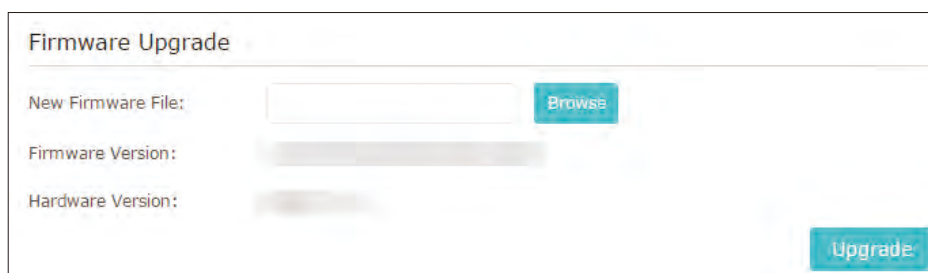 Firmware Upgrade
New Firmware File: Browse
Firmware Version:
Hardware Version:
Upgrade